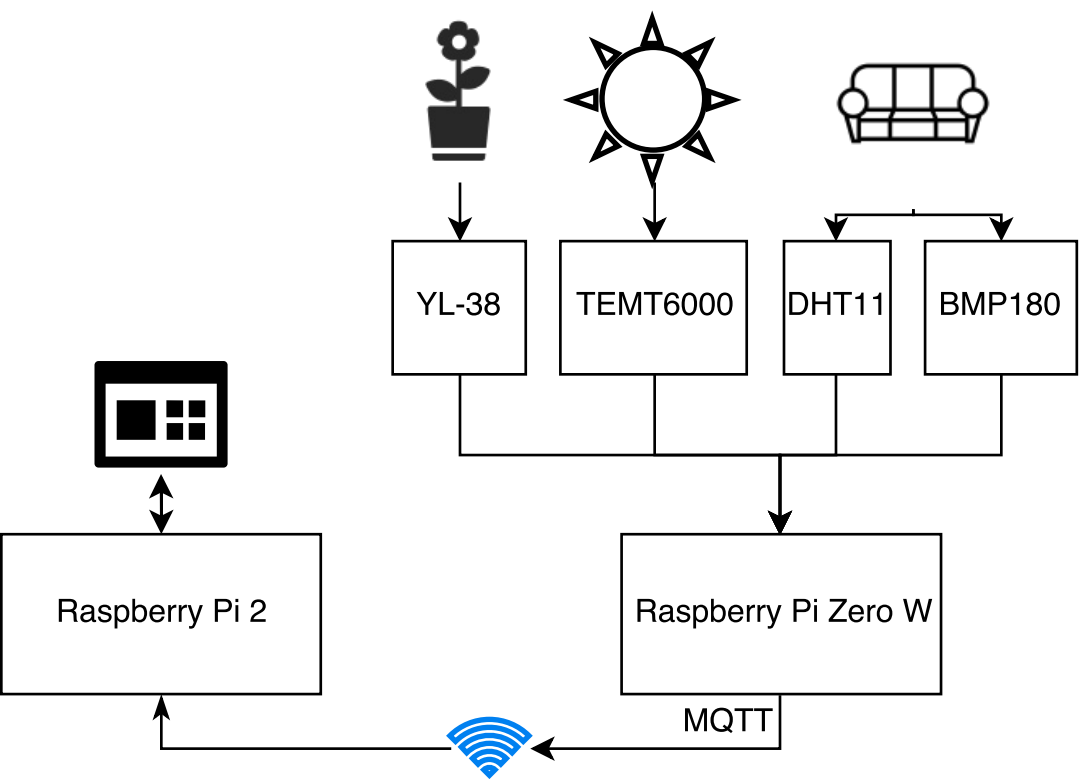 YL-38
TEMT6000
DHT11
BMP180
Raspberry Pi 2
Raspberry Pi Zero W
MQTT